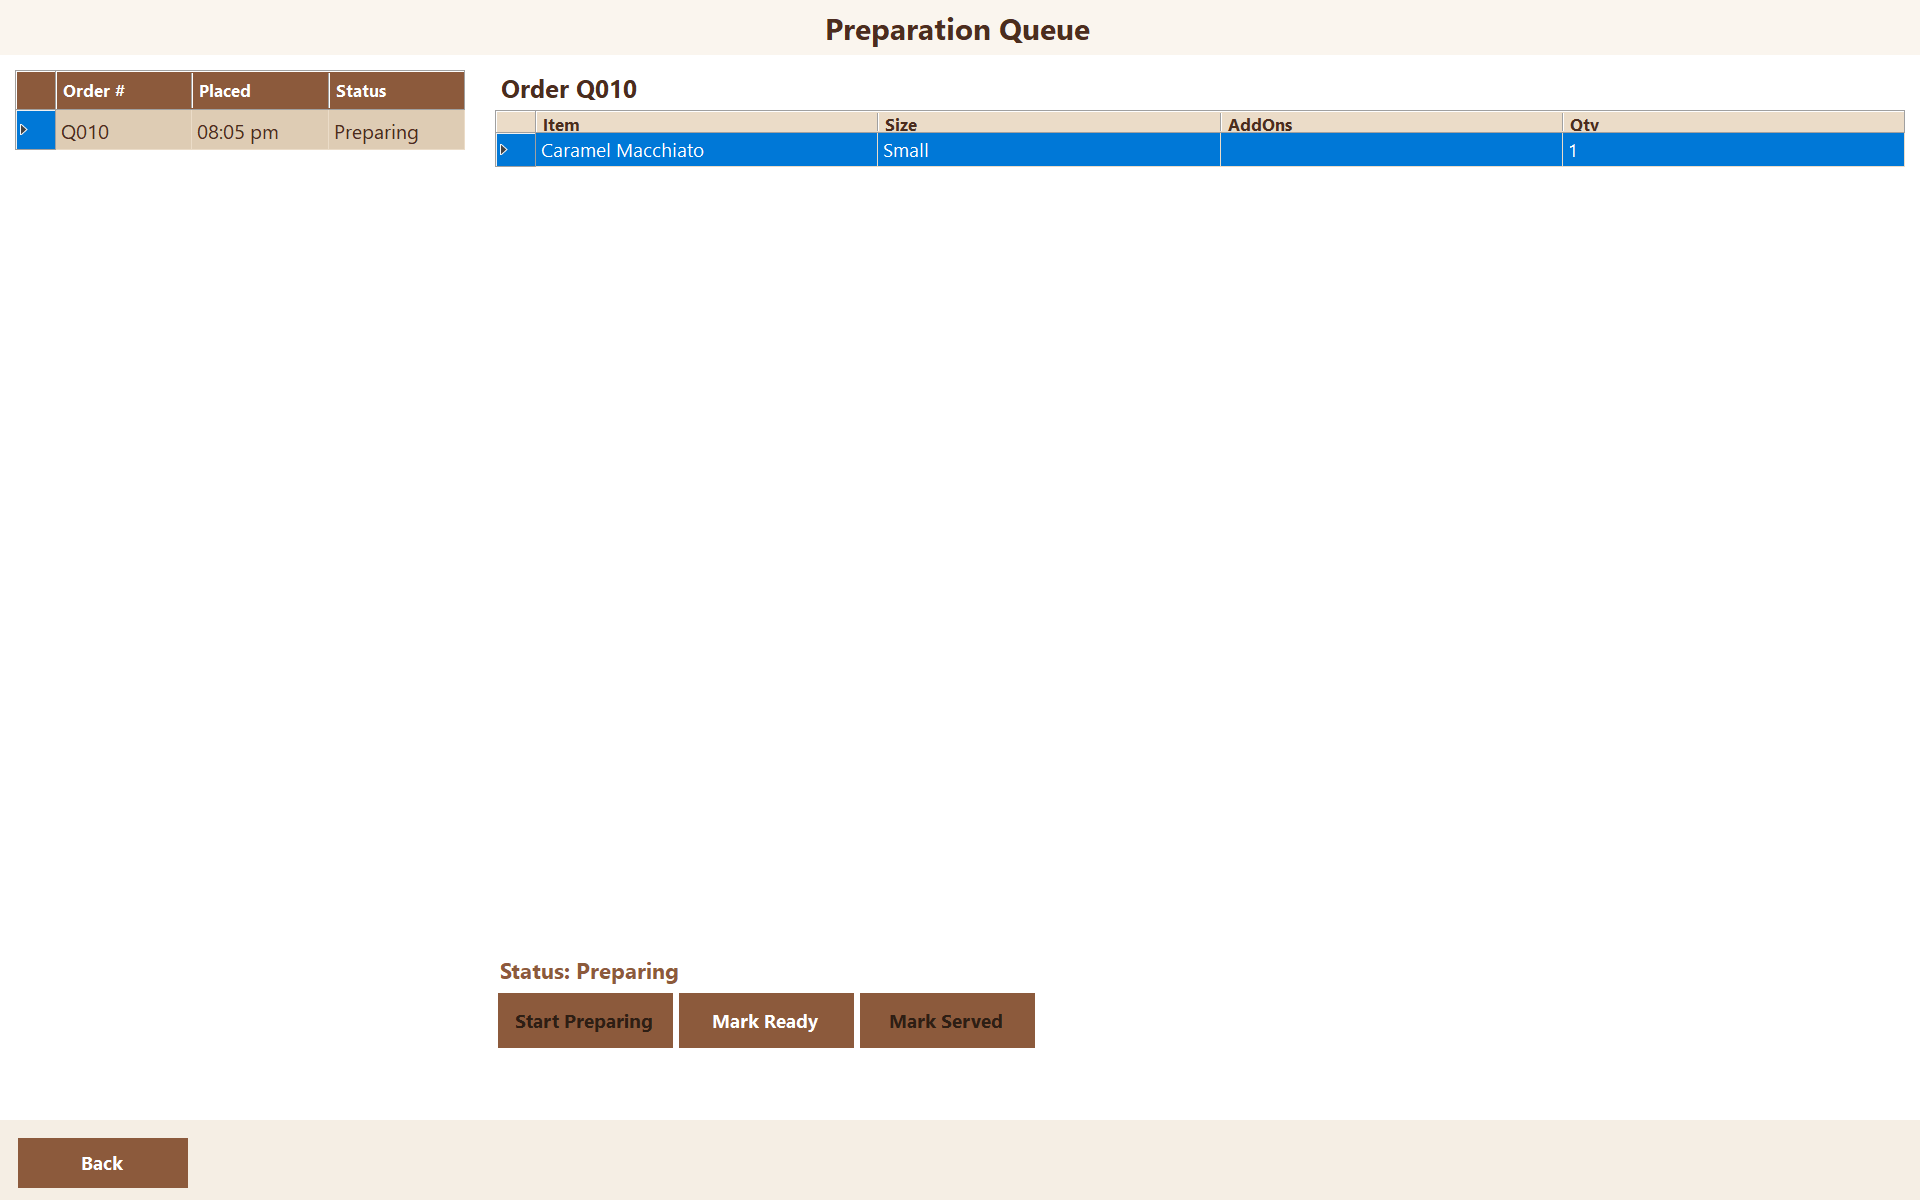 Preparation Queue
Order # Placed Status
Q010 08:05 pm Preparing
Order Q010
Item Size AddOns Qty
Caramel Macchiato Small 1
Status: Preparing
Start Preparing Mark Ready Mark Served
Back